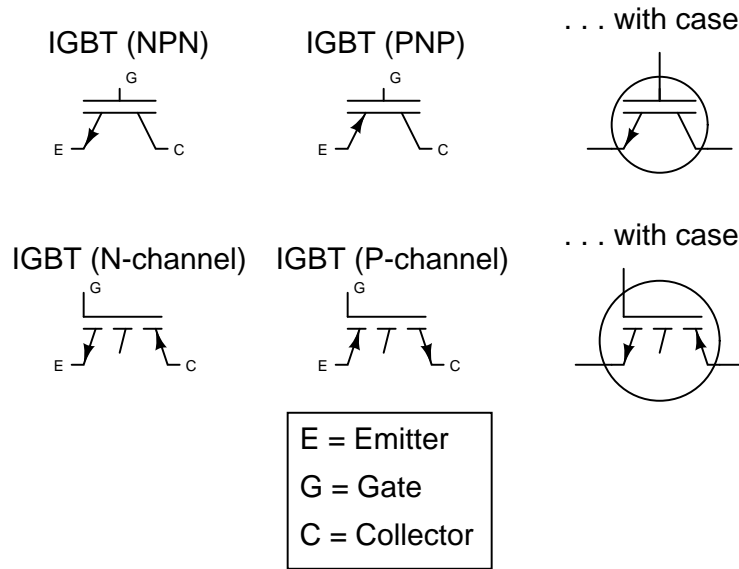 IGBT (NPN)
IGBT (PNP)
. . . with case
G
G
E
C
E
C
IGBT (N-channel)
IGBT (P-channel)
. . . with case
G
G
E
C
E
C
E = Emitter
G = Gate
C = Collector